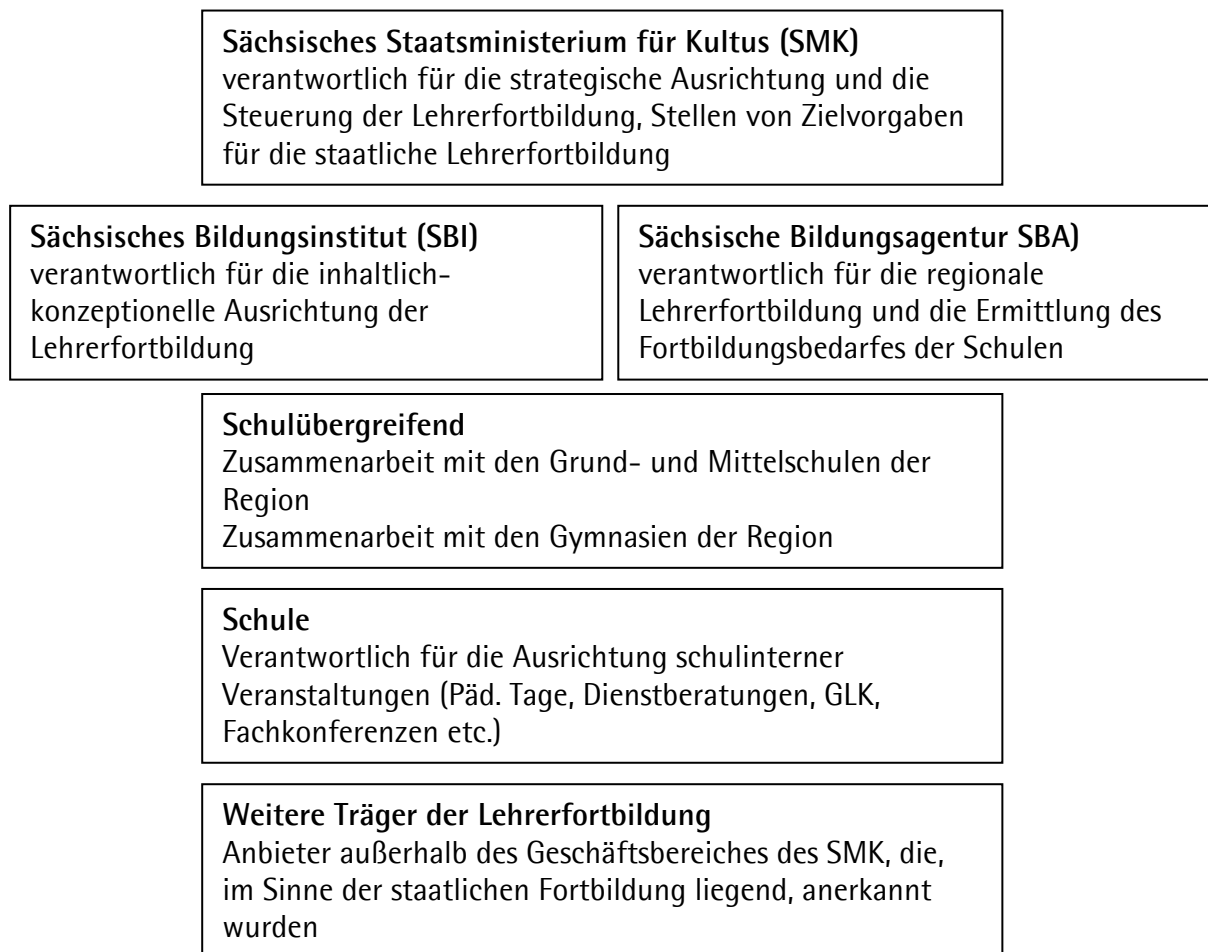 Sächsisches Staatsministerium für Kultus (SMK)
verantwortlich für die strategische Ausrichtung und die
Steuerung der Lehrerfortbildung, Stellen von Zielvorgaben
für die staatliche Lehrerfortbildung
Sächsisches Bildungsinstitut (SBI)
verantwortlich für die inhaltlich-
konzeptionelle Ausrichtung der
Lehrerfortbildung
Sächsische Bildungsagentur SBA)
verantwortlich für die regionale
Lehrerfortbildung und die Ermittlung des
Fortbildungsbedarfes der Schulen
Schulübergreifend
Zusammenarbeit mit den Grund- und Mittelschulen der
Region
Zusammenarbeit mit den Gymnasien der Region
Schule
Verantwortlich für die Ausrichtung schulinterner
Veranstaltungen (Päd. Tage, Dienstberatungen, GLK,
Fachkonferenzen etc.)
Weitere Träger der Lehrerfortbildung
Anbieter außerhalb des Geschäftsbereiches des SMK, die,
im Sinne der staatlichen Fortbildung liegend, anerkannt
wurden